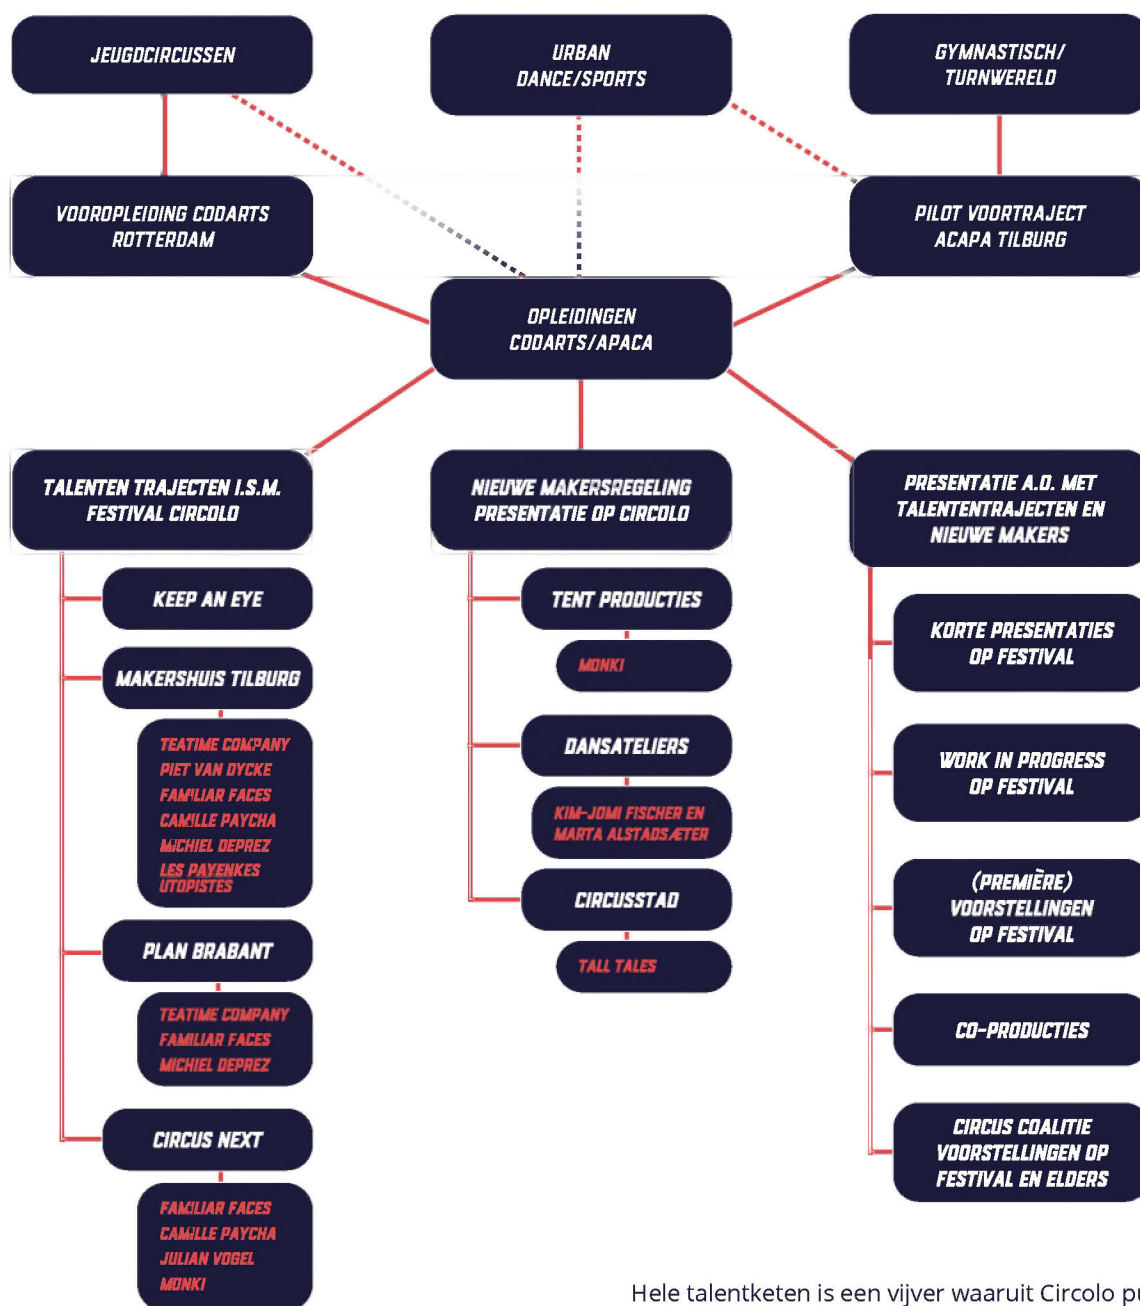 JEUGDCIRCUSSEN
URBAN
DANCE/SPORTS
GYMNASTISCH/
TURNWERELD
VOOROPLEIDING CODARTS
ROTTERDAM
PILOT VOORTRAJECT
ACAPA TILBURG
OPLEIDINGEN
CODARTS/APACA
TALENTEN TRAJECTEN I.S.M.
FESTIVAL CIRCOLO
KEEP AN EYE
MAKERSHUIS TILBURG
TEATIME COMPANY
PIET VAN DYCKE
FAMILIAR FACES
CAMILLE PAYCHA
MICHIEL DEPREZ
LES PAYENKES
UTOPISTES
PLAN BRABANT
TEATIME COMPANY
FAMILIAR FACES
MICHIEL DEPREZ
CIRCUS NEXT
FAMILIAR FACES
CAMILLE PAYCHA
JULIAN VOGEL
MONKI
NIEUWE MAKERSREGELING
PRESENTATIE OP CIRCOLO
TENT PRODUCTIES
MONKI
DANSATELIERS
KIM-JOMI FISCHER EN
MARTA ALSTADSÆTER
CIRCUSSTAD
TALL TALES
PRESENTATIE A.O. MET
TALENTENTRAJECTEN EN
NIEUWE MAKERS
KORTE PRESENTATIES
OP FESTIVAL
WORK IN PROGRESS
OP FESTIVAL
(PREMIÈRE)
VOORSTELLINGEN
OP FESTIVAL
CO-PRODUCTIES
CIRCUS COALITIE
VOORSTELLINGEN OP
FESTIVAL EN ELDERS
Hele talentketen is een vijver waaruit Circolo